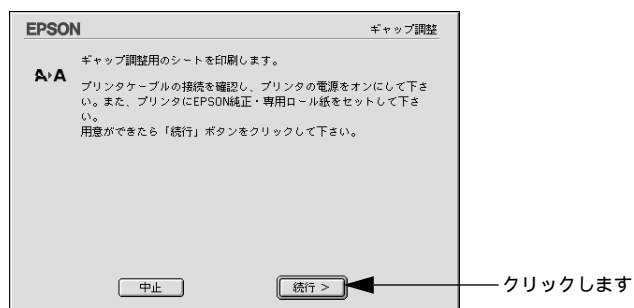 EPSON
ギャップ調整
ギャップ調整用のシートを印刷します。
A▸A
プリンタケーブルの接続を確認し、プリンタの電源をオンにして下さ
い。また、プリンタにEPSON純正・専用ロール紙をセットして下さ
い。
用意ができたら「続行」ボタンをクリックして下さい。
中止
続行 >
クリックします